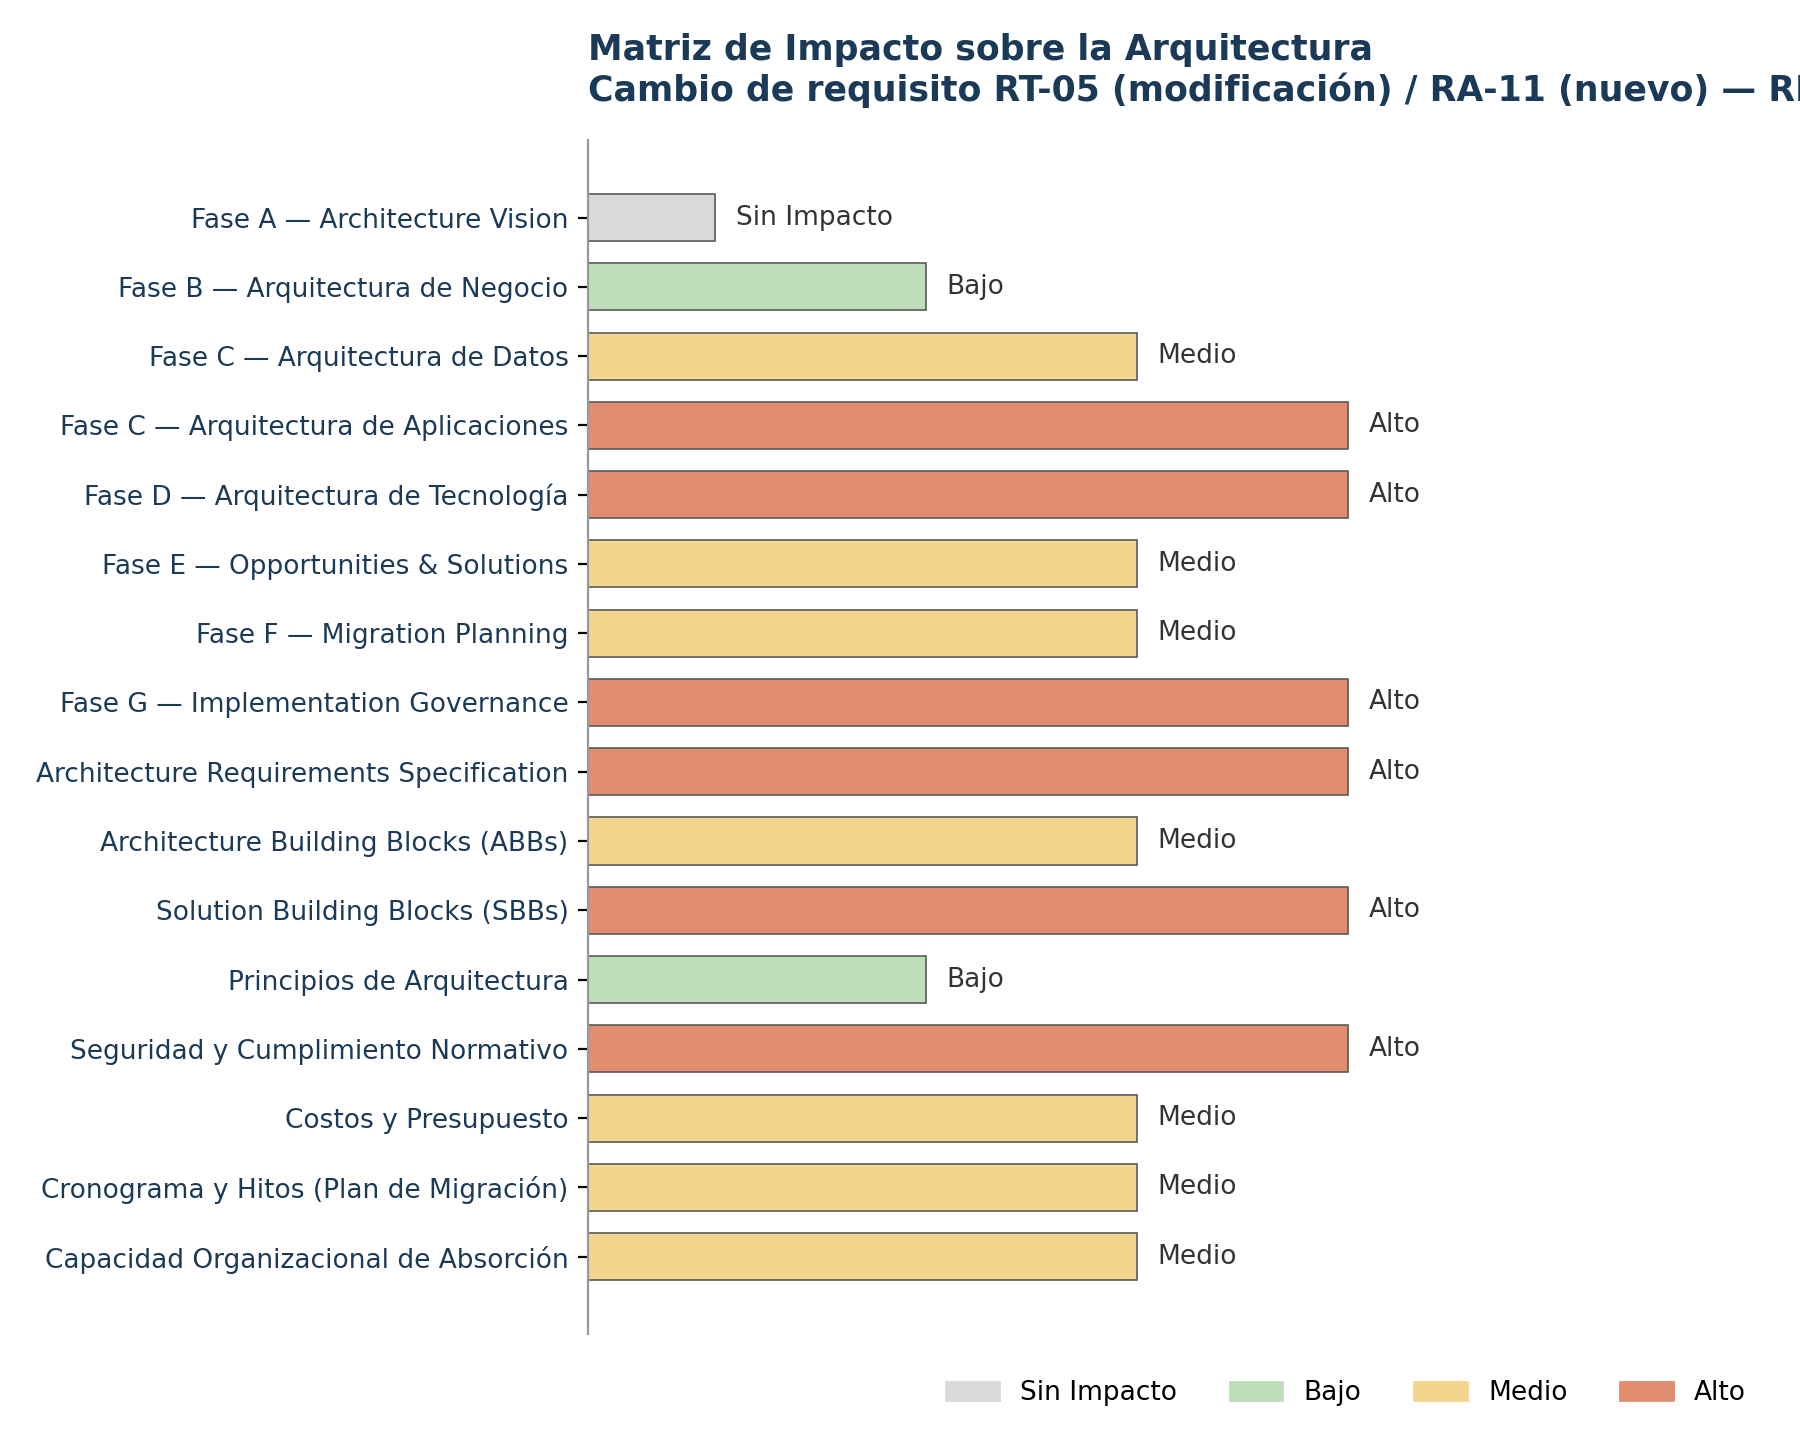 Matriz de Impacto sobre la Arquitectura
Cambio de requisito RT-05 (modificación) / RA-11 (nuevo) —
Fase A — Architecture Vision Sin Impacto
Fase B — Arquitectura de Negocio Bajo
Fase C — Arquitectura de Datos Medio
Fase C — Arquitectura de Aplicaciones Alto
Fase D — Arquitectura de Tecnología Alto
Fase E — Opportunities & Solutions Medio
Fase F — Migration Planning Medio
Fase G — Implementation Governance Alto
Architecture Requirements Specification Alto
Architecture Building Blocks (ABBs) Medio
Solution Building Blocks (SBBs) Alto
Principios de Arquitectura Bajo
Seguridad y Cumplimiento Normativo Alto
Costos y Presupuesto Medio
Cronograma y Hitos (Plan de Migración) Medio
Capacidad Organizacional de Absorción Medio
Sin Impacto Bajo Medio Alto